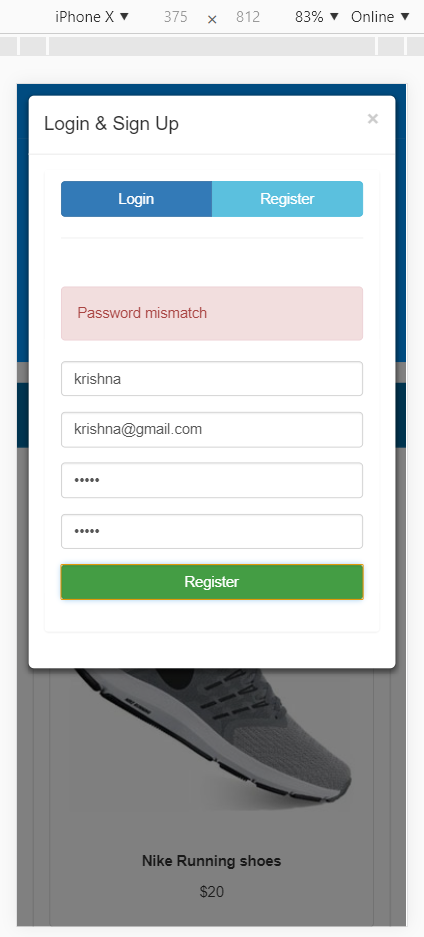 iPhone X ▼ 375 × 812 83% ▼ Online ▼
Login & Sign Up ×
Login Register
Password mismatch
krishna
krishna@gmail.com
•••••
•••••
Register
Nike Running shoes
$20